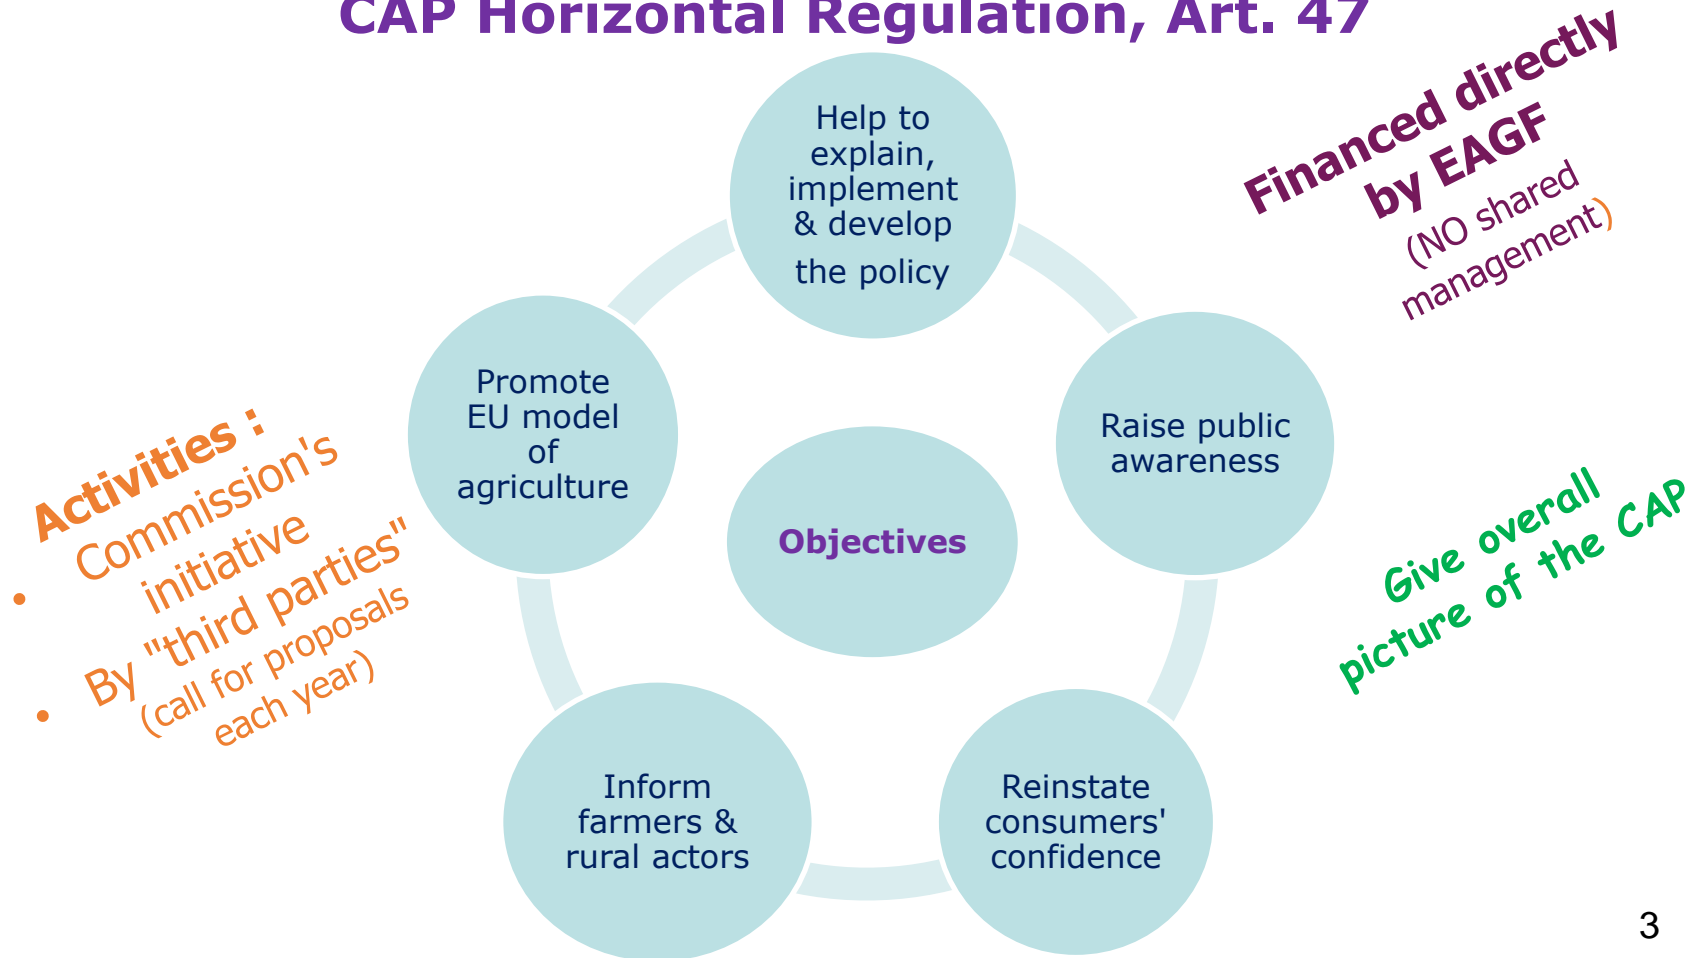 CAP Horizontal Regulation, Art. 47
Financed directly
by EAGF
(NO shared
management)
Help to
explain,
implement
& develop
the policy
Promote
EU model
of
agriculture
Raise public
awareness
Objectives
Activities :
• Commission's
initiative
• By "third parties"
(call for proposals
each year)
Give overall
picture of the CAP
Inform
farmers &
rural actors
Reinstate
consumers'
confidence
3